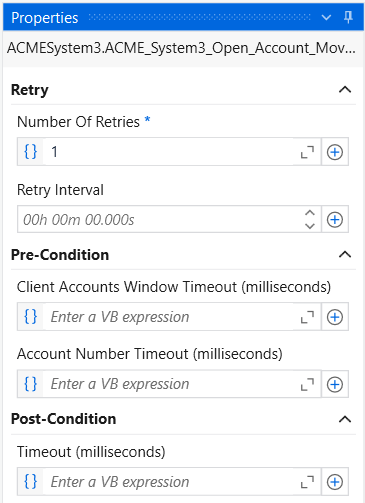 Properties
ACMESystem3.ACME_System3_Open_Account_Mov...
Retry
Number Of Retries *
{ } 1
Retry Interval
00h 00m 00.000s
Pre-Condition
Client Accounts Window Timeout (milliseconds)
{ } Enter a VB expression
Account Number Timeout (milliseconds)
{ } Enter a VB expression
Post-Condition
Timeout (milliseconds)
{ } Enter a VB expression